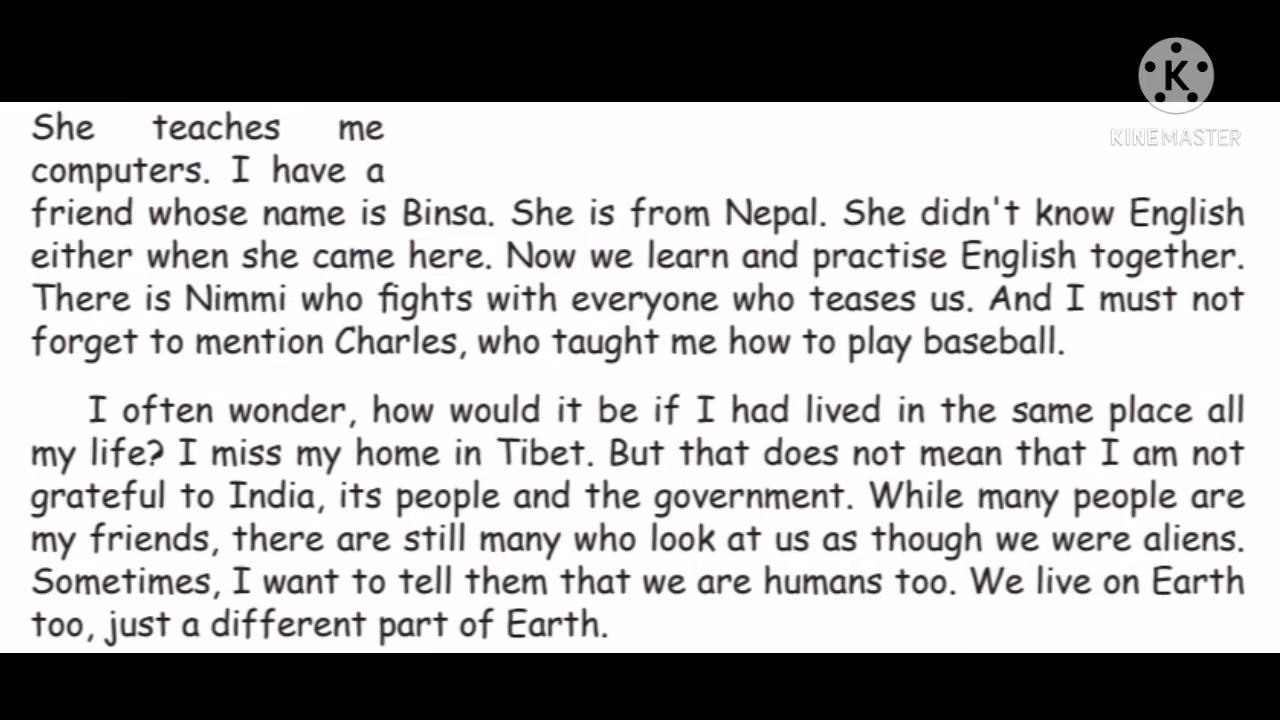 K
KINEMASTER
She teaches me
computers. I have a
friend whose name is Binsa. She is from Nepal. She didn't know English
either when she came here. Now we learn and practise English together.
There is Nimmi who fights with everyone who teases us. And I must not
forget to mention Charles, who taught me how to play baseball.
I often wonder, how would it be if I had lived in the same place all
my life? I miss my home in Tibet. But that does not mean that I am not
grateful to India, its people and the government. While many people are
my friends, there are still many who look at us as though we were aliens.
Sometimes, I want to tell them that we are humans too. We live on Earth
too, just a different part of Earth.